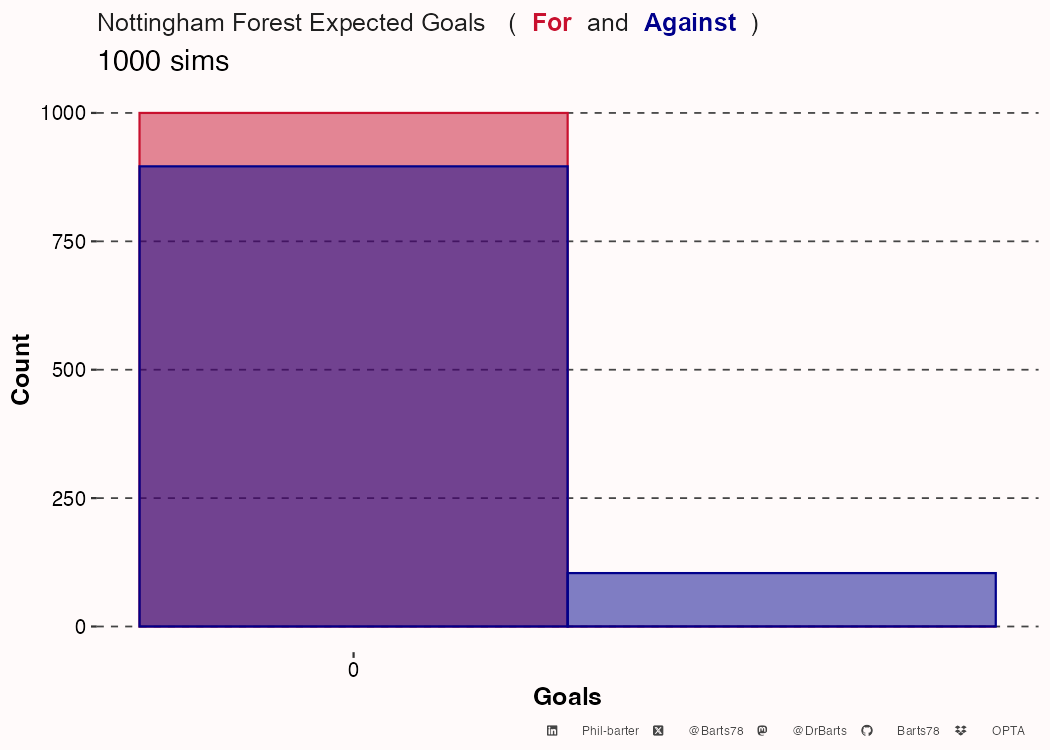 Nottingham Forest Expected Goals ( For and Against )
1000 sims
1000
750
500
250
0
Count
0
Goals
Phil-barter @Barts78 @DrBarts Barts78 OPTA